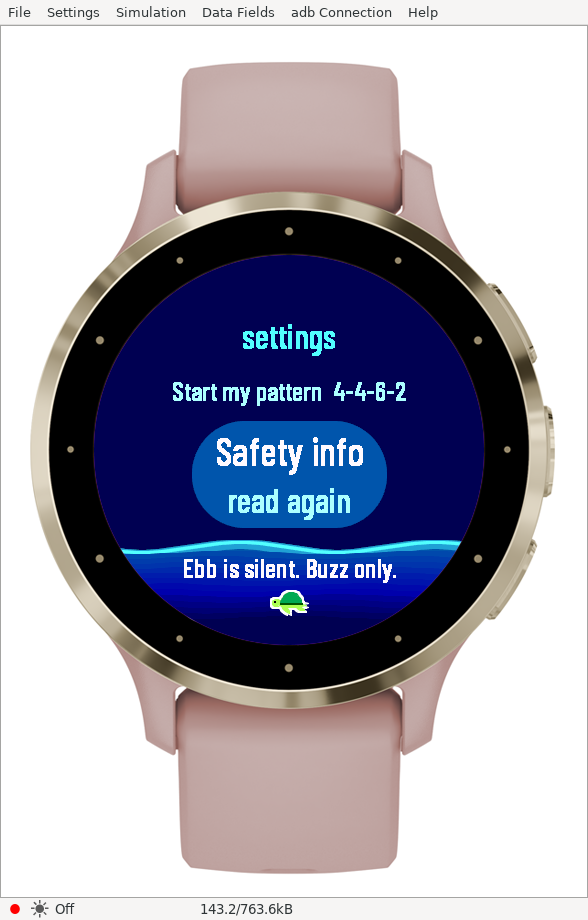 File Settings Simulation Data Fields adb Connection Help
settings
Start my pattern 4-4-6-2
Safety info
read again
Ebb is silent. Buzz only.
Off 143.2/763.6kB